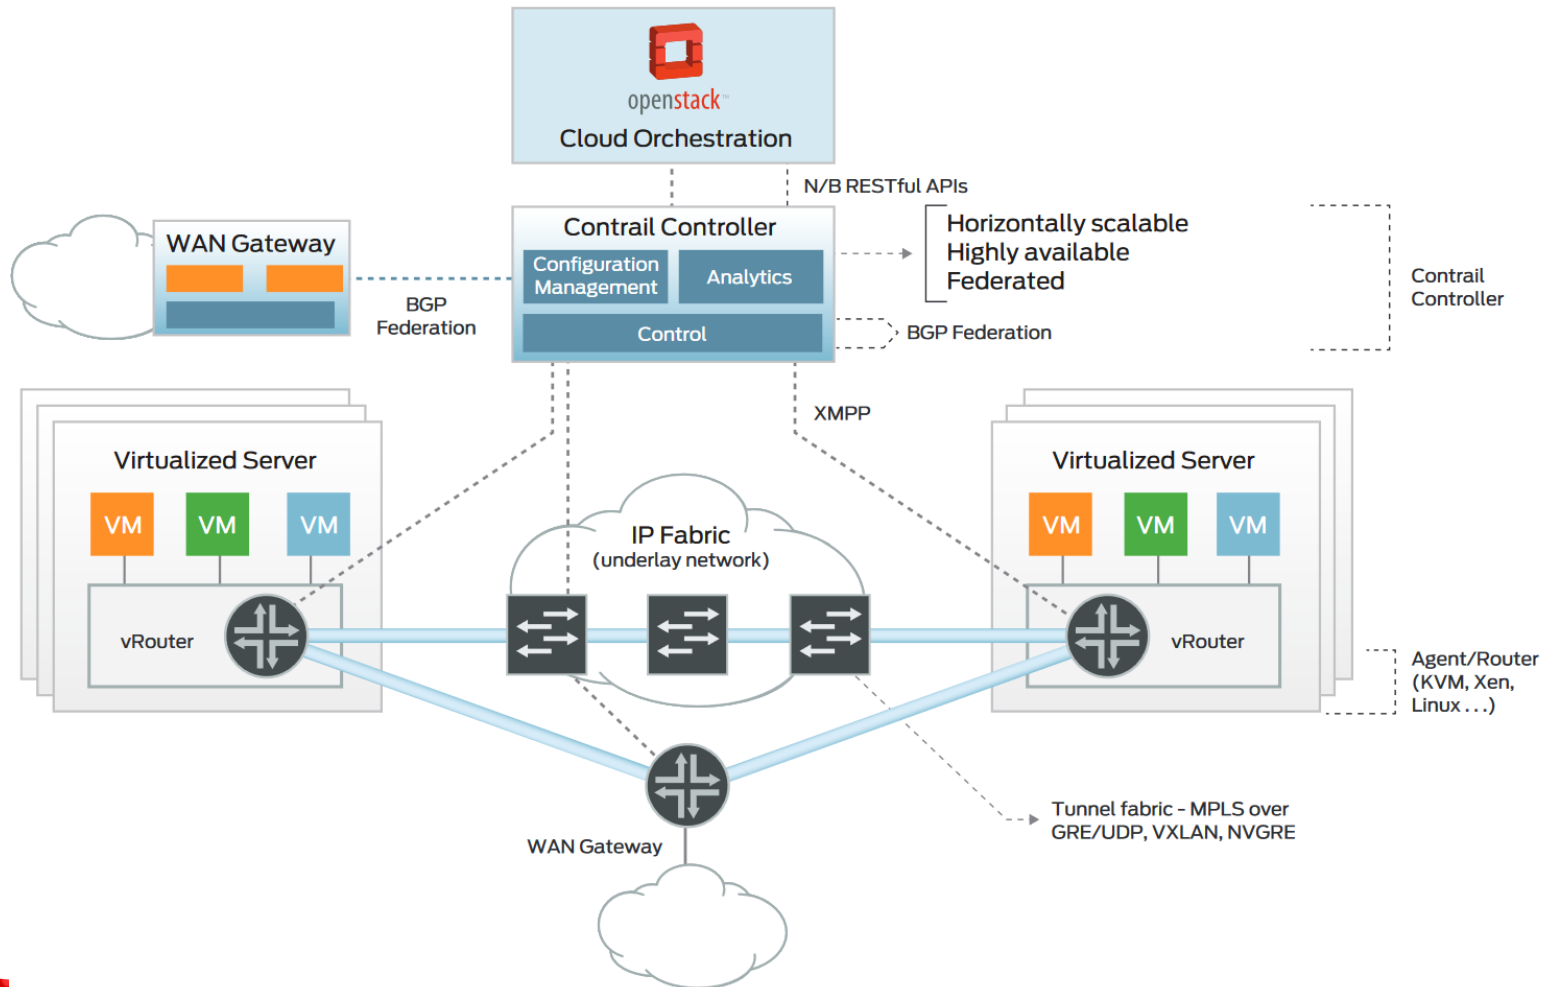 openstack™
Cloud Orchestration
N/B RESTful APIs
WAN Gateway
BGP
Federation
Contrail Controller
Configuration
Management
Analytics
Control
Horizontally scalable
Highly available
Federated
BGP Federation
Contrail
Controller
XMPP
Virtualized Server
VM
VM
VM
vRouter
IP Fabric
(underlay network)
Virtualized Server
VM
VM
VM
vRouter
Agent/Router
(KVM, Xen,
Linux . . .)
Tunnel fabric - MPLS over
GRE/UDP, VXLAN, NVGRE
WAN Gateway